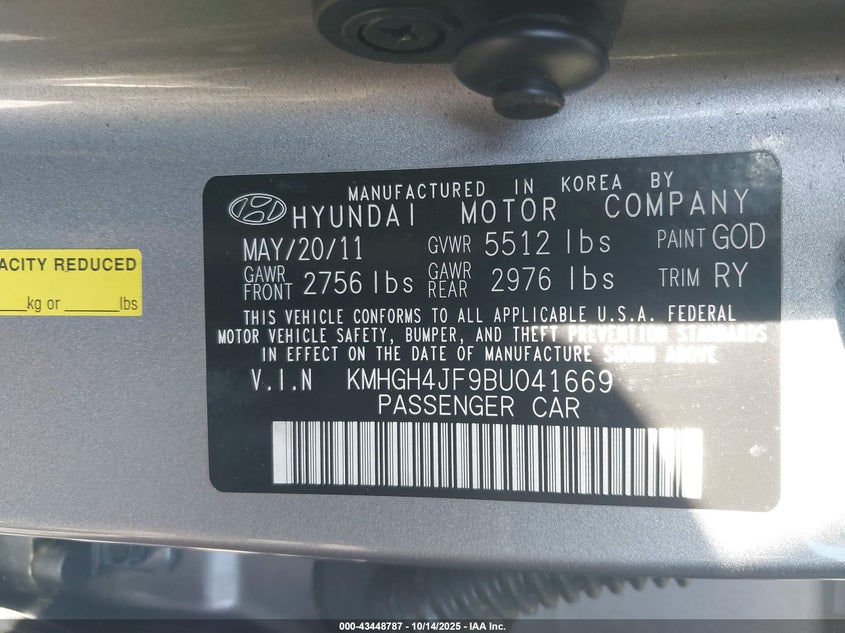 MANUFACTURED IN KOREA BY
HYUNDAI MOTOR COMPANY
MAY/20/11 GVWR 5512 lbs PAINT GOD
GAWR FRONT 2756 lbs GAWR REAR 2976 lbs TRIM RY
THIS VEHICLE CONFORMS TO ALL APPLICABLE U.S.A. FEDERAL
MOTOR VEHICLE SAFETY, BUMPER, AND THEFT PREVENTION STANDARDS
IN EFFECT ON THE DATE OF MANUFACTURE SHOWN ABOVE
V.I.N KMHGH4JF9BU041669
PASSENGER CAR
ACITY REDUCED
____kg or ______lbs
000-43448787 - 10/14/2025 - IAA Inc.